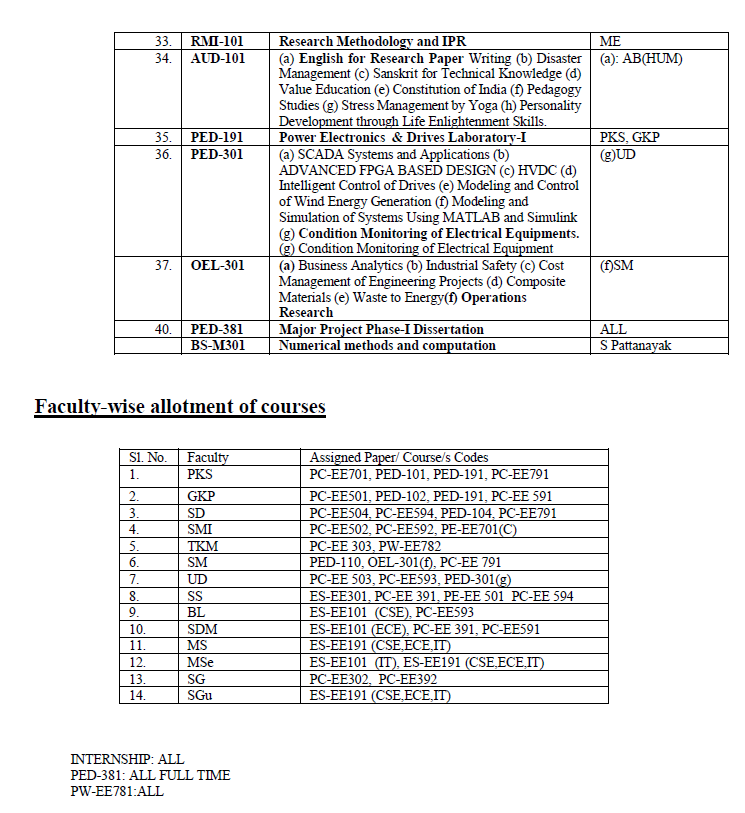 33. RMI-101 Research Methodology and IPR ME
34. AUD-101 (a) English for Research Paper Writing (b) Disaster (a): AB(HUM)
Management (c) Sanskrit for Technical Knowledge (d)
Value Education (e) Constitution of India (f) Pedagogy
Studies (g) Stress Management by Yoga (h) Personality
Development through Life Enlightenment Skills.
35. PED-191 Power Electronics & Drives Laboratory-I PKS, GKP
36. PED-301 (a) SCADA Systems and Applications (b) (g)UD
ADVANCED FPGA BASED DESIGN (c) HVDC (d)
Intelligent Control of Drives (e) Modeling and Control
of Wind Energy Generation (f) Modeling and
Simulation of Systems Using MATLAB and Simulink
(g) Condition Monitoring of Electrical Equipments.
(g) Condition Monitoring of Electrical Equipment
37. OEL-301 (a) Business Analytics (b) Industrial Safety (c) Cost (f)SM
Management of Engineering Projects (d) Composite
Materials (e) Waste to Energy(f) Operations
Research
40. PED-381 Major Project Phase-I Dissertation ALL
BS-M301 Numerical methods and computation S Pattanayak
Faculty-wise allotment of courses
Sl. No. Faculty Assigned Paper/ Course/s Codes
1. PKS PC-EE701, PED-101, PED-191, PC-EE791
2. GKP PC-EE501, PED-102, PED-191, PC-EE 591
3. SD PC-EE504, PC-EE594, PED-104, PC-EE791
4. SMI PC-EE502, PC-EE592, PE-EE701(C)
5. TKM PC-EE 303, PW-EE782
6. SM PED-110, OEL-301(f), PC-EE 791
7. UD PC-EE 503, PC-EE593, PED-301(g)
8. SS ES-EE301, PC-EE 391, PE-EE 501 PC-EE 594
9. BL ES-EE101 (CSE), PC-EE593
10. SDM ES-EE101 (ECE), PC-EE 391, PC-EE591
11. MS ES-EE191 (CSE,ECE,IT)
12. MSe ES-EE101 (IT), ES-EE191 (CSE,ECE,IT)
13. SG PC-EE302, PC-EE392
14. SGu ES-EE191 (CSE,ECE,IT)
INTERNSHIP: ALL
PED-381: ALL FULL TIME
PW-EE781:ALL